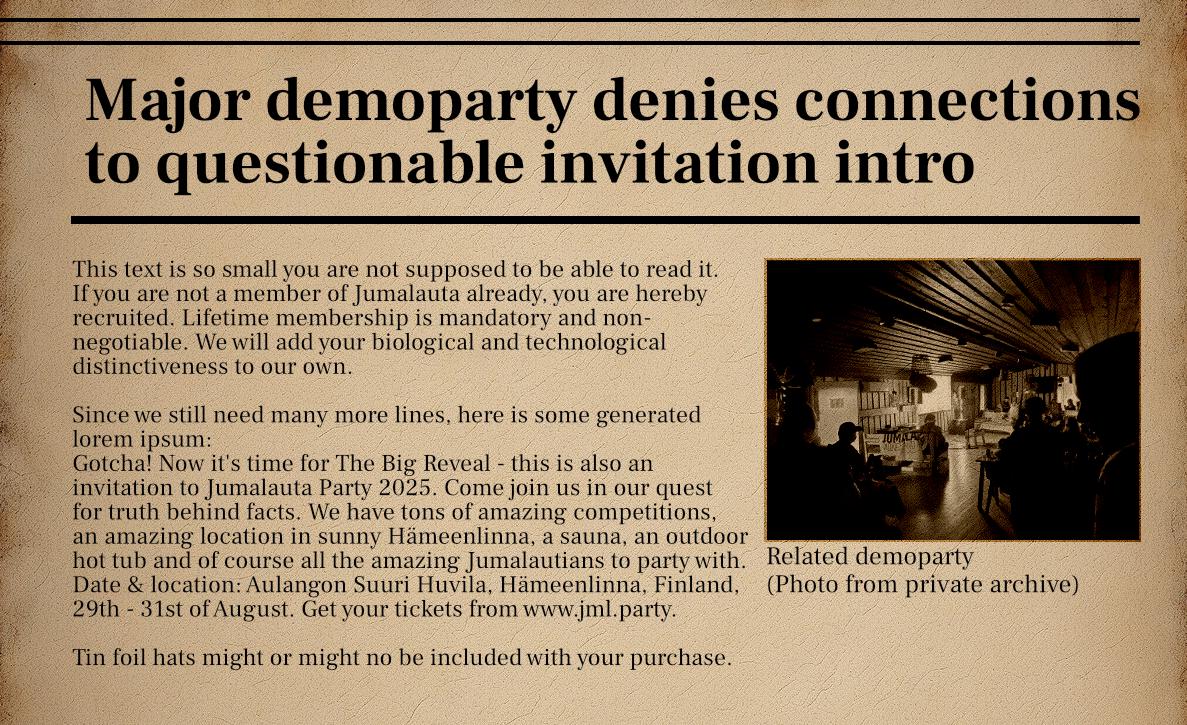 Major demoparty denies connections
to questionable invitation intro
This text is so small you are not supposed to be able to read it.
If you are not a member of Jumalauta already, you are hereby
recruited. Lifetime membership is mandatory and non-
negotiable. We will add your biological and technological
distinctiveness to our own.
Since we still need many more lines, here is some generated
lorem ipsum:
Gotcha! Now it's time for The Big Reveal - this is also an
invitation to Jumalauta Party 2025. Come join us in our quest
for truth behind facts. We have tons of amazing competitions,
an amazing location in sunny Hämeenlinna, a sauna, an outdoor
hot tub and of course all the amazing Jumalautians to party with.
Date & location: Aulangon Suuri Huvila, Hämeenlinna, Finland,
29th - 31st of August. Get your tickets from www.jml.party.
Tin foil hats might or might no be included with your purchase.
Related demoparty
(Photo from private archive)